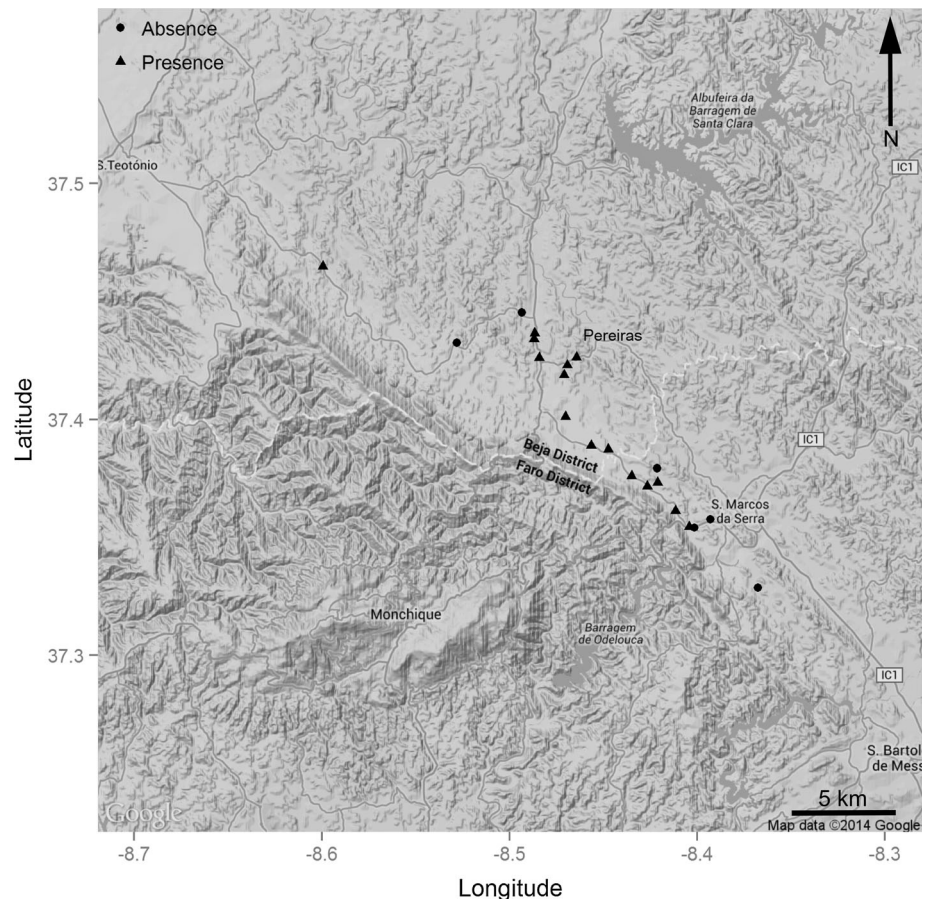 Absence
Presence
Albufeira da
Barragem de
Santa Clara
N
S.Teotónio
IC1
37.5
Pereiras
37.4
IC1
Beja District
Faro District
S. Marcos
da Serra
Latitude
Monchique
Barragem
de Odelouca
37.3
IC1
S. Bartol
de Mess
5 km
Google
Map data ©2014 Google
-8.7
-8.6
-8.5
-8.4
-8.3
Longitude